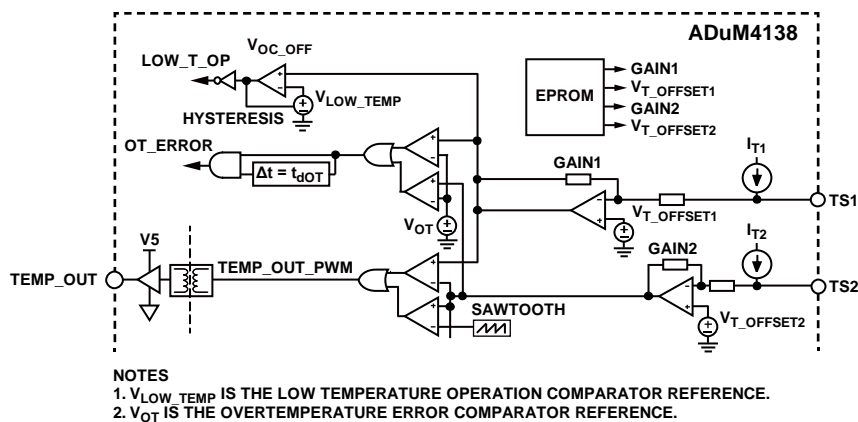 ADuM4138
LOW_T_OP
VOC_OFF
VLOW_TEMP
HYSTERESIS
EPROM
GAIN1
VT_OFFSET1
GAIN2
VT_OFFSET2
OT_ERROR
Δt = tdOT
VOT
GAIN1
VT_OFFSET1
IT1
TS1
IT2
TS2
GAIN2
VT_OFFSET2
V5
TEMP_OUT
TEMP_OUT_PWM
SAWTOOTH
NOTES
1. VLOW_TEMP IS THE LOW TEMPERATURE OPERATION COMPARATOR REFERENCE.
2. VOT IS THE OVERTEMPERATURE ERROR COMPARATOR REFERENCE.